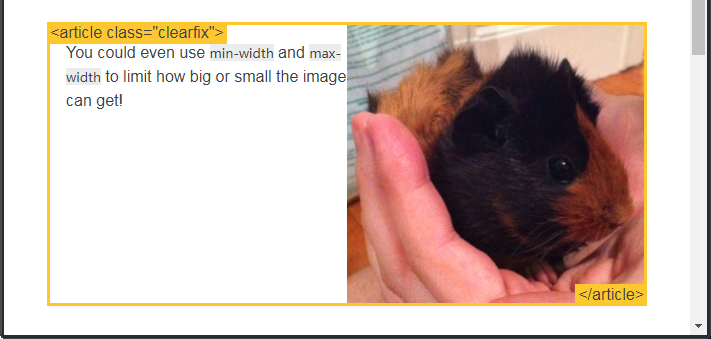 <article class="clearfix">
You could even use min-width and max-
width to limit how big or small the image
can get!
</article>